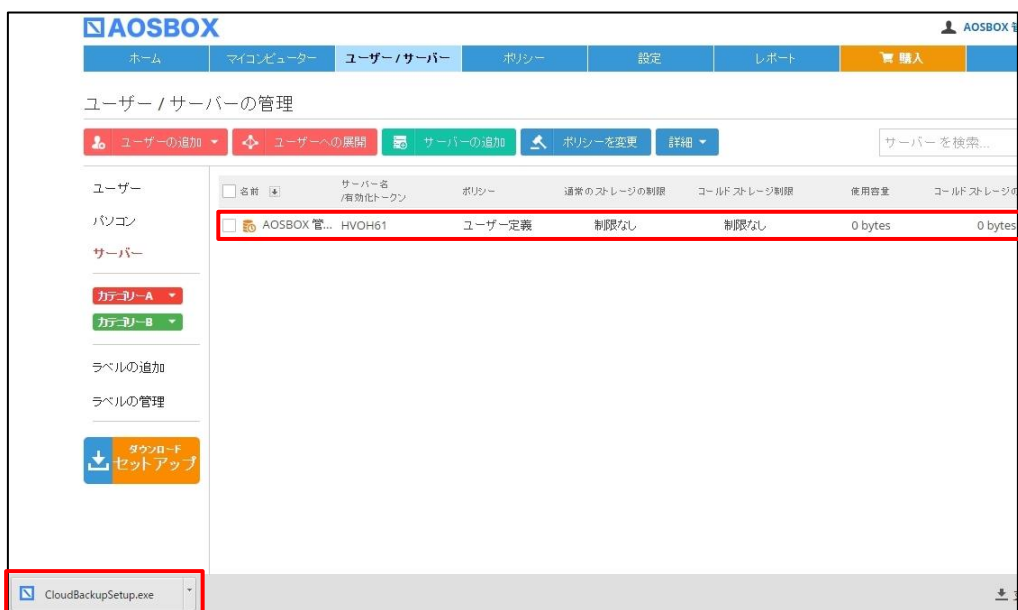 AOSBOX
AOSBOX
ホーム マイコンピューター ユーザー / サーバー ポリシー 設定 レポート 購入
ユーザー / サーバーの管理
ユーザーの追加 ユーザーへの展開 サーバーの追加 ポリシーを変更 詳細 サーバーを検索...
ユーザー
パソコン
サーバー
カテゴリーA
カテゴリーB
ラベルの追加
ラベルの管理
ダウンロード
セットアップ
名前 サーバー名 ポリシー 通常のストレージの制限 コールドストレージ制限 使用容量 コールドストレージの
/有効化トークン
AOSBOX 管... HVOH61 ユーザー定義 制限なし 制限なし 0 bytes 0 bytes
CloudBackupSetup.exe